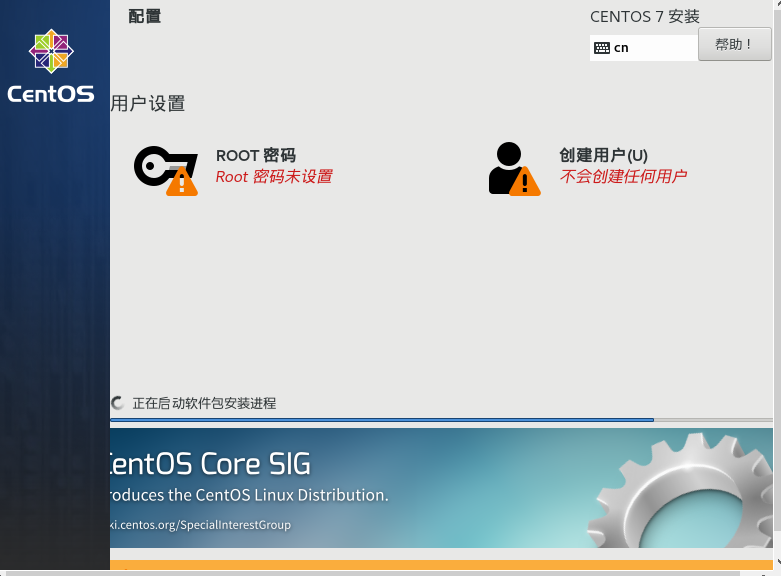 配置
CENTOS 7 安装
cn
帮助！
CentOS
用户设置
ROOT 密码
Root 密码未设置
创建用户(U)
不会创建任何用户
正在启动软件包安装进程
CentOS Core SIG
roduces the CentOS Linux Distribution.
ki.centos.org/SpecialInterestGroup